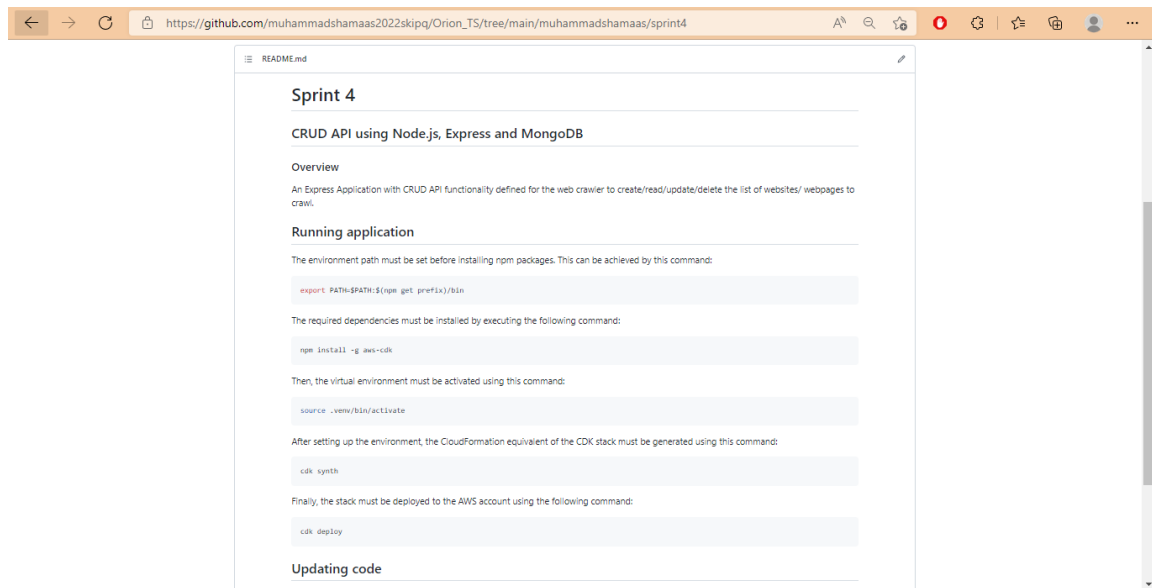 https://github.com/muhammadshamaas2022skipq/Orion_TS/tree/main/muhammadshamaas/sprint4
README.md
Sprint 4
CRUD API using Node.js, Express and MongoDB
Overview
An Express Application with CRUD API functionality defined for the web crawler to create/read/update/delete the list of websites/ webpages to
crawl.
Running application
The environment path must be set before installing npm packages. This can be achieved by this command:
export PATH=$PATH:$(npm get prefix)/bin
The required dependencies must be installed by executing the following command:
npm install -g aws-cdk
Then, the virtual environment must be activated using this command:
source .venv/bin/activate
After setting up the environment, the CloudFormation equivalent of the CDK stack must be generated using this command:
cdk synth
Finally, the stack must be deployed to the AWS account using the following command:
cdk deploy
Updating code